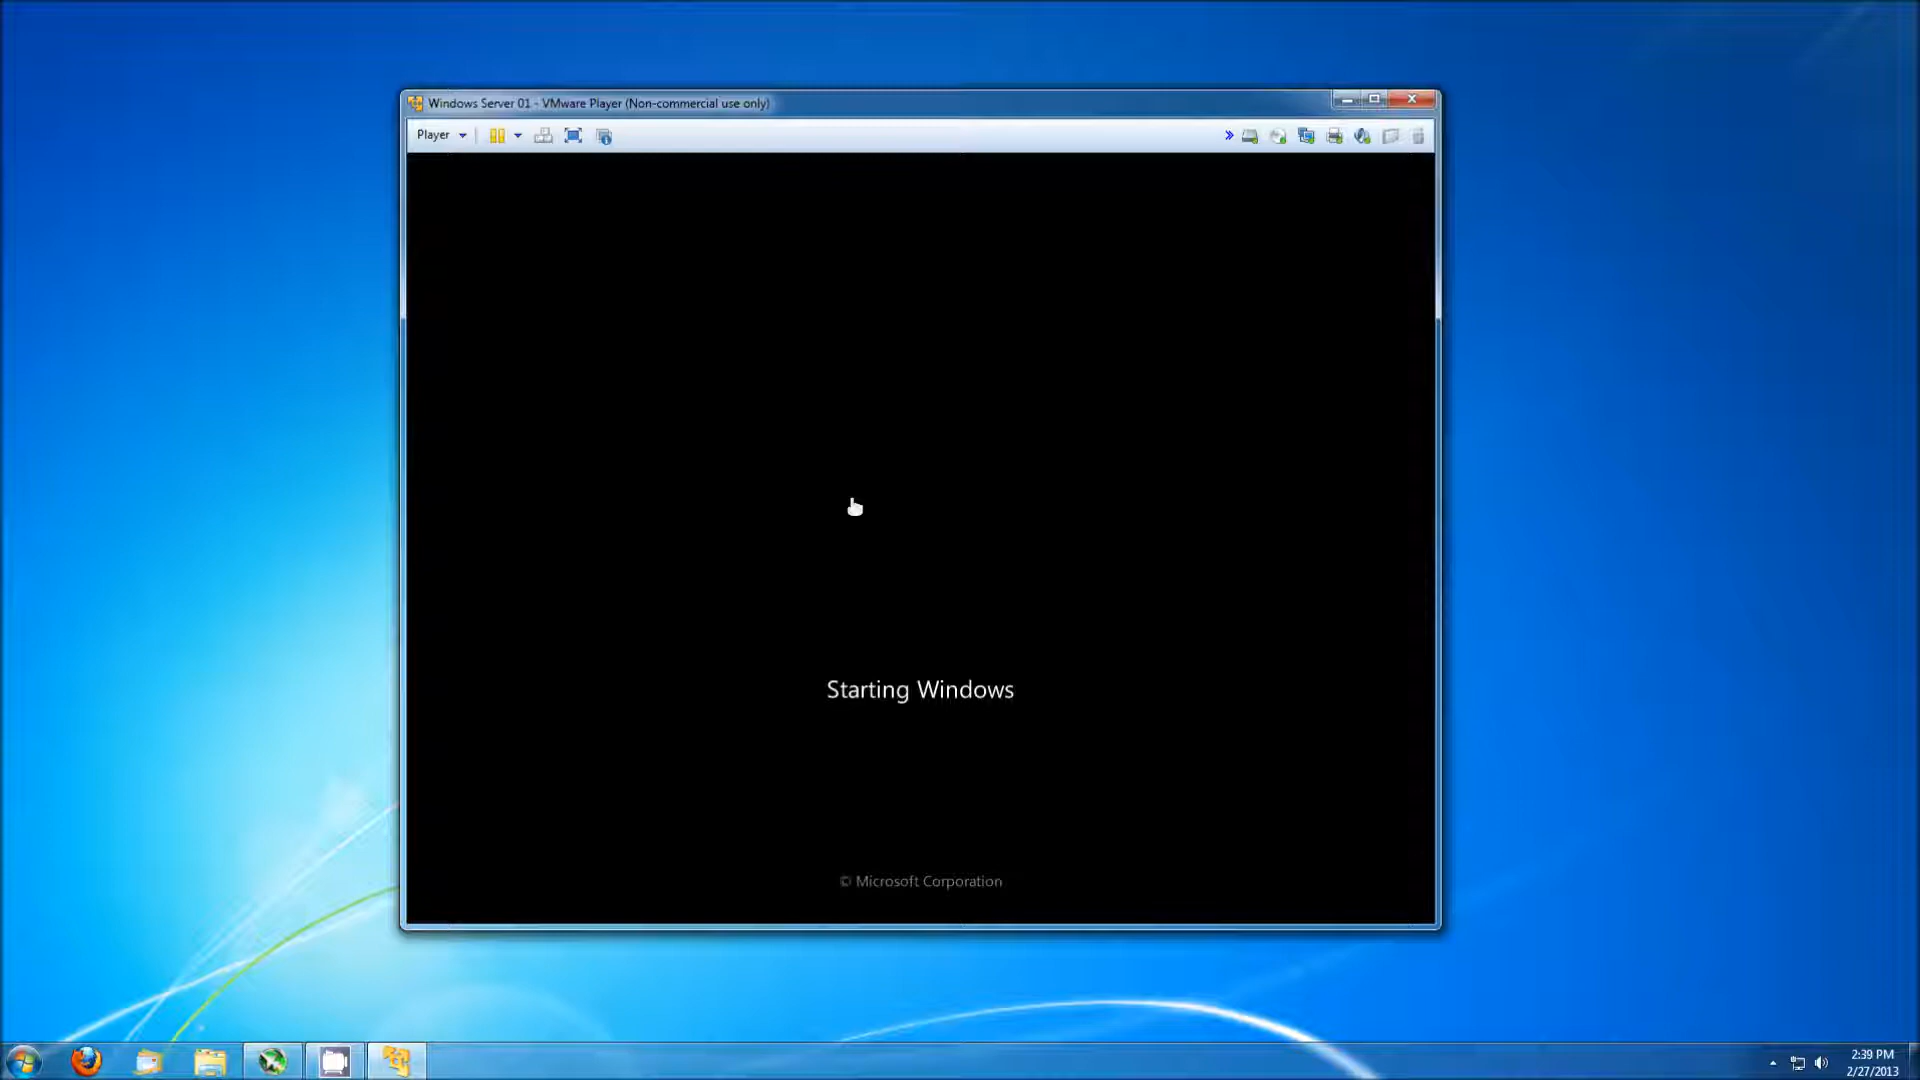 Windows Server 01 - VMware Player (Non-commercial use only)
Player
Starting Windows
© Microsoft Corporation
2:39 PM
2/27/2013